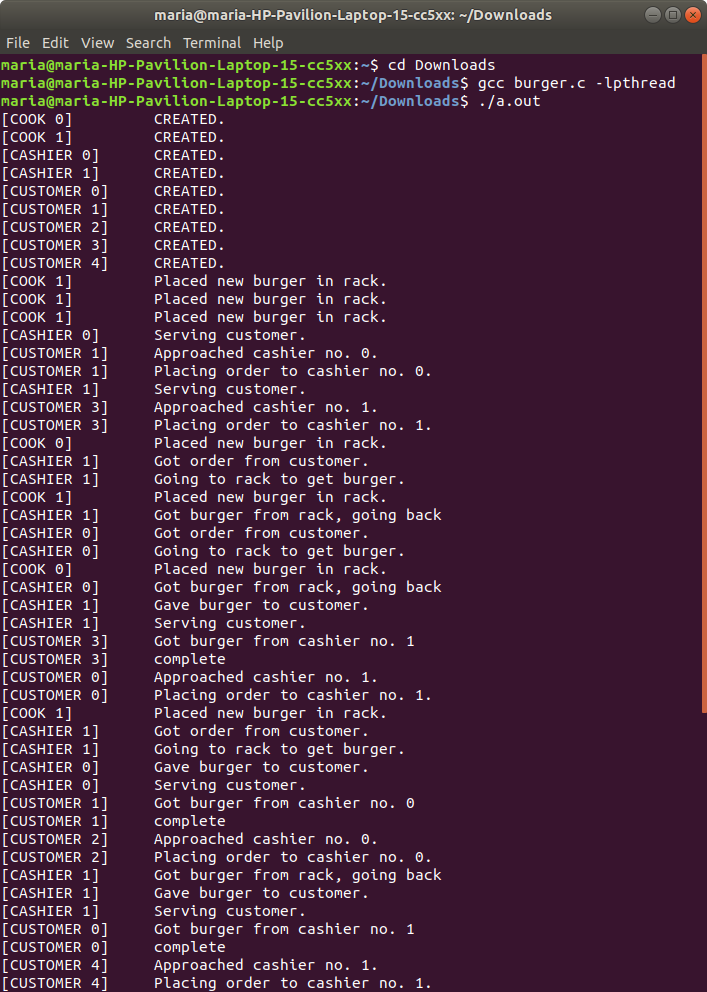 maria@maria-HP-Pavilion-Laptop-15-cc5xx: ~/Downloads
File Edit View Search Terminal Help
maria@maria-HP-Pavilion-Laptop-15-cc5xx:~$ cd Downloads
maria@maria-HP-Pavilion-Laptop-15-cc5xx:~/Downloads$ gcc burger.c -lpthread
maria@maria-HP-Pavilion-Laptop-15-cc5xx:~/Downloads$ ./a.out
[COOK 0] CREATED.
[COOK 1] CREATED.
[CASHIER 0] CREATED.
[CASHIER 1] CREATED.
[CUSTOMER 0] CREATED.
[CUSTOMER 1] CREATED.
[CUSTOMER 2] CREATED.
[CUSTOMER 3] CREATED.
[CUSTOMER 4] CREATED.
[COOK 1] Placed new burger in rack.
[COOK 1] Placed new burger in rack.
[COOK 1] Placed new burger in rack.
[CASHIER 0] Serving customer.
[CUSTOMER 1] Approached cashier no. 0.
[CUSTOMER 1] Placing order to cashier no. 0.
[CASHIER 1] Serving customer.
[CUSTOMER 3] Approached cashier no. 1.
[CUSTOMER 3] Placing order to cashier no. 1.
[COOK 0] Placed new burger in rack.
[CASHIER 1] Got order from customer.
[CASHIER 1] Going to rack to get burger.
[COOK 1] Placed new burger in rack.
[CASHIER 1] Got burger from rack, going back
[CASHIER 0] Got order from customer.
[CASHIER 0] Going to rack to get burger.
[COOK 0] Placed new burger in rack.
[CASHIER 0] Got burger from rack, going back
[CASHIER 1] Gave burger to customer.
[CASHIER 1] Serving customer.
[CUSTOMER 3] Got burger from cashier no. 1
[CUSTOMER 3] complete
[CUSTOMER 0] Approached cashier no. 1.
[CUSTOMER 0] Placing order to cashier no. 1.
[COOK 1] Placed new burger in rack.
[CASHIER 1] Got order from customer.
[CASHIER 1] Going to rack to get burger.
[CASHIER 0] Gave burger to customer.
[CASHIER 0] Serving customer.
[CUSTOMER 1] Got burger from cashier no. 0
[CUSTOMER 1] complete
[CUSTOMER 2] Approached cashier no. 0.
[CUSTOMER 2] Placing order to cashier no. 0.
[CASHIER 1] Got burger from rack, going back
[CASHIER 1] Gave burger to customer.
[CASHIER 1] Serving customer.
[CUSTOMER 0] Got burger from cashier no. 1
[CUSTOMER 0] complete
[CUSTOMER 4] Approached cashier no. 1.
[CUSTOMER 4] Placing order to cashier no. 1.